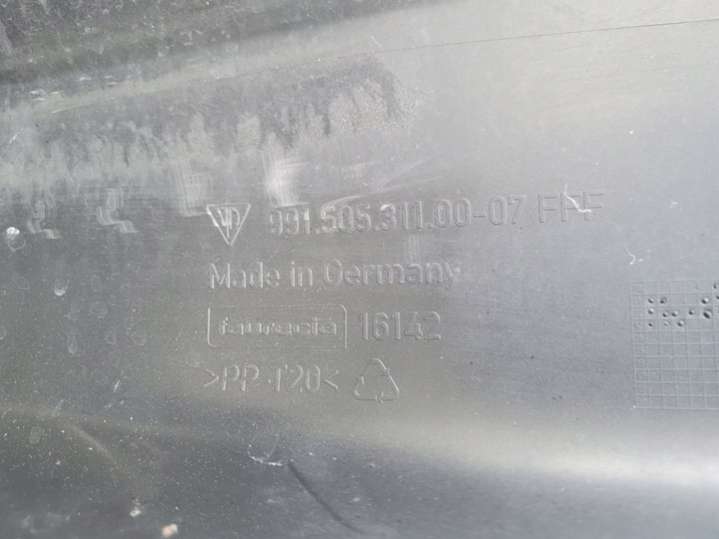 991.505.311.00-07 FFF
Made in Germany
faurecia 16142
>PP-T20<